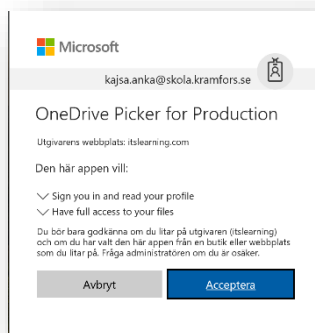 Microsoft
kajsa.anka@skola.kramfors.se
OneDrive Picker for Production
Utgivarens webbplats: itslearning.com
Den här appen vill:
Sign you in and read your profile
Have full access to your files
Du bör bara godkänna om du litar på utgivaren (itslearning)
och om du har valt den här appen från en butik eller webbplats
som du litar på. Fråga administratören om du är osäker.
Avbryt
Acceptera